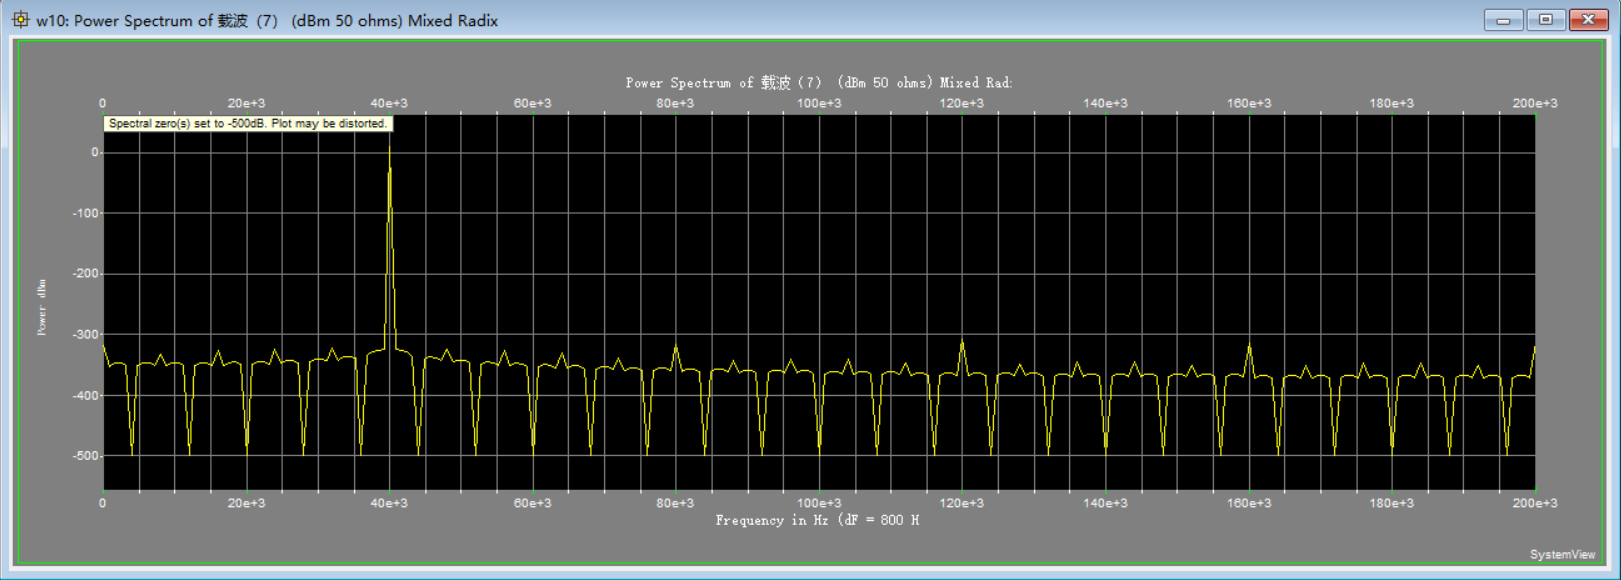 w10: Power Spectrum of 载波（7） (dBm 50 ohms) Mixed Radix
Power Spectrum of 载波（7） (dBm 50 ohms) Mixed Rad:
0 20e+3 40e+3 60e+3 80e+3 100e+3 120e+3 140e+3 160e+3 180e+3 200e+3
Spectral zero(s) set to -500dB. Plot may be distorted.
0
-100
-200
-300
-400
-500
Power dBm
0 20e+3 40e+3 60e+3 80e+3 100e+3 120e+3 140e+3 160e+3 180e+3 200e+3
Frequency in Hz (dF = 800 H
SystemView